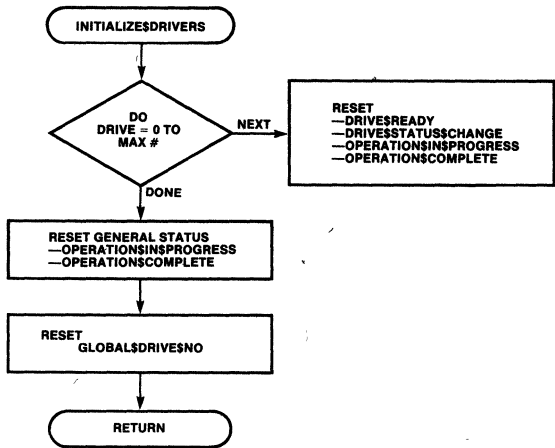 INITIALIZE$DRIVERS
DO
DRIVE = 0 TO
MAX #
NEXT
RESET
—DRIVE$READY
—DRIVE$STATUS$CHANGE
—OPERATION$IN$PROGRESS
—OPERATION$COMPLETE
DONE
RESET GENERAL STATUS
—OPERATION$IN$PROGRESS
—OPERATION$COMPLETE
RESET
GLOBAL$DRIVE$NO
RETURN